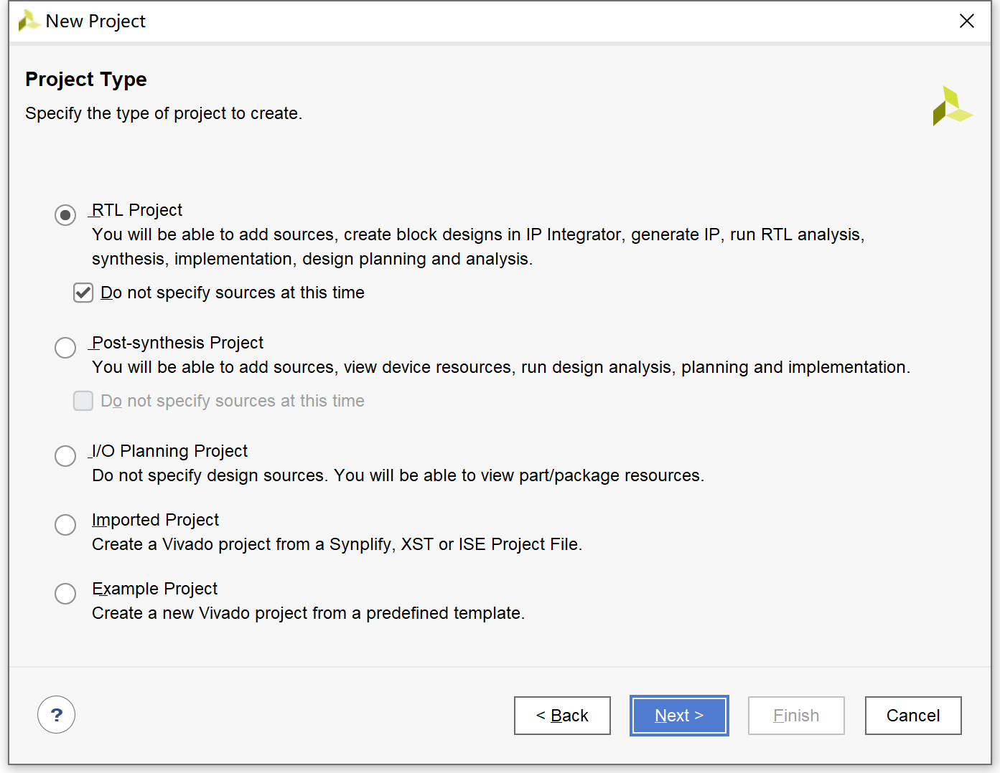 New Project
Project Type
Specify the type of project to create.
RTL Project
You will be able to add sources, create block designs in IP Integrator, generate IP, run RTL analysis,
synthesis, implementation, design planning and analysis.
Do not specify sources at this time
Post-synthesis Project
You will be able to add sources, view device resources, run design analysis, planning and implementation.
Do not specify sources at this time
I/O Planning Project
Do not specify design sources. You will be able to view part/package resources.
Imported Project
Create a Vivado project from a Synplify, XST or ISE Project File.
Example Project
Create a new Vivado project from a predefined template.
? < Back Next > Finish Cancel